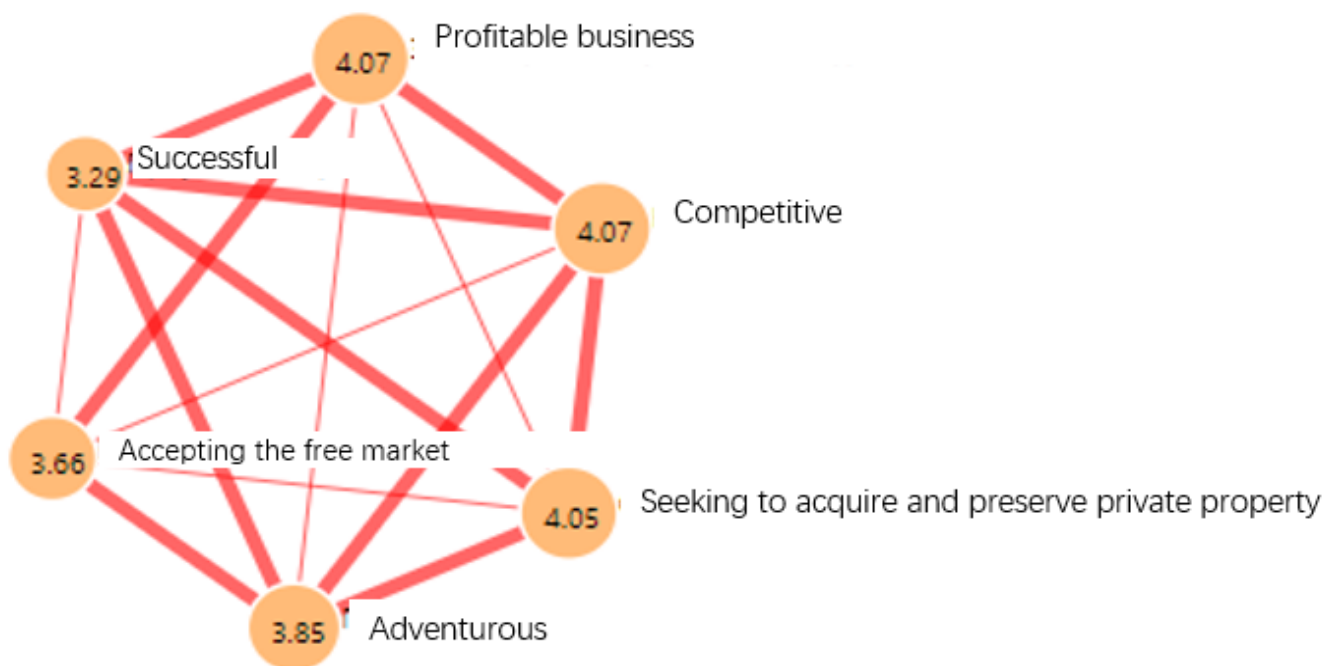 4.07
Profitable business
3.29
Successful
4.07
Competitive
3.66
Accepting the free market
4.05
Seeking to acquire and preserve private property
3.85
Adventurous